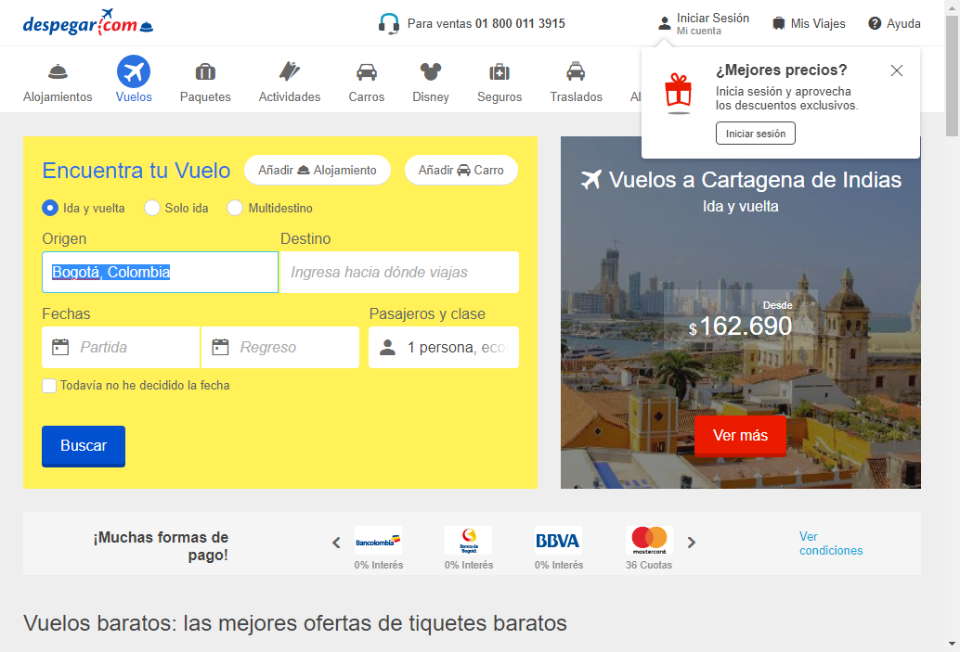 despegar.com
Para ventas 01 800 011 3915
Iniciar Sesión
Mi cuenta
Mis Viajes
Ayuda
Alojamientos
Vuelos
Paquetes
Actividades
Carros
Disney
Seguros
Traslados
¿Mejores precios?
Inicia sesión y aprovecha
los descuentos exclusivos.
Iniciar sesión
Encuentra tu Vuelo
Añadir Alojamiento
Añadir Carro
Ida y vuelta
Solo ida
Multidestino
Origen
Destino
Bogotá, Colombia
Ingresa hacia dónde viajas
Fechas
Pasajeros y clase
Partida
Regreso
1 persona, eco
Todavía no he decidido la fecha
Buscar
Vuelos a Cartagena de Indias
Ida y vuelta
Desde
$162.690
Ver más
¡Muchas formas de
pago!
Bancolombia
0% Interés
Banco de
Bogotá
0% Interés
BBVA
0% Interés
mastercard
36 Cuotas
Ver
condiciones
Vuelos baratos: las mejores ofertas de tiquetes baratos